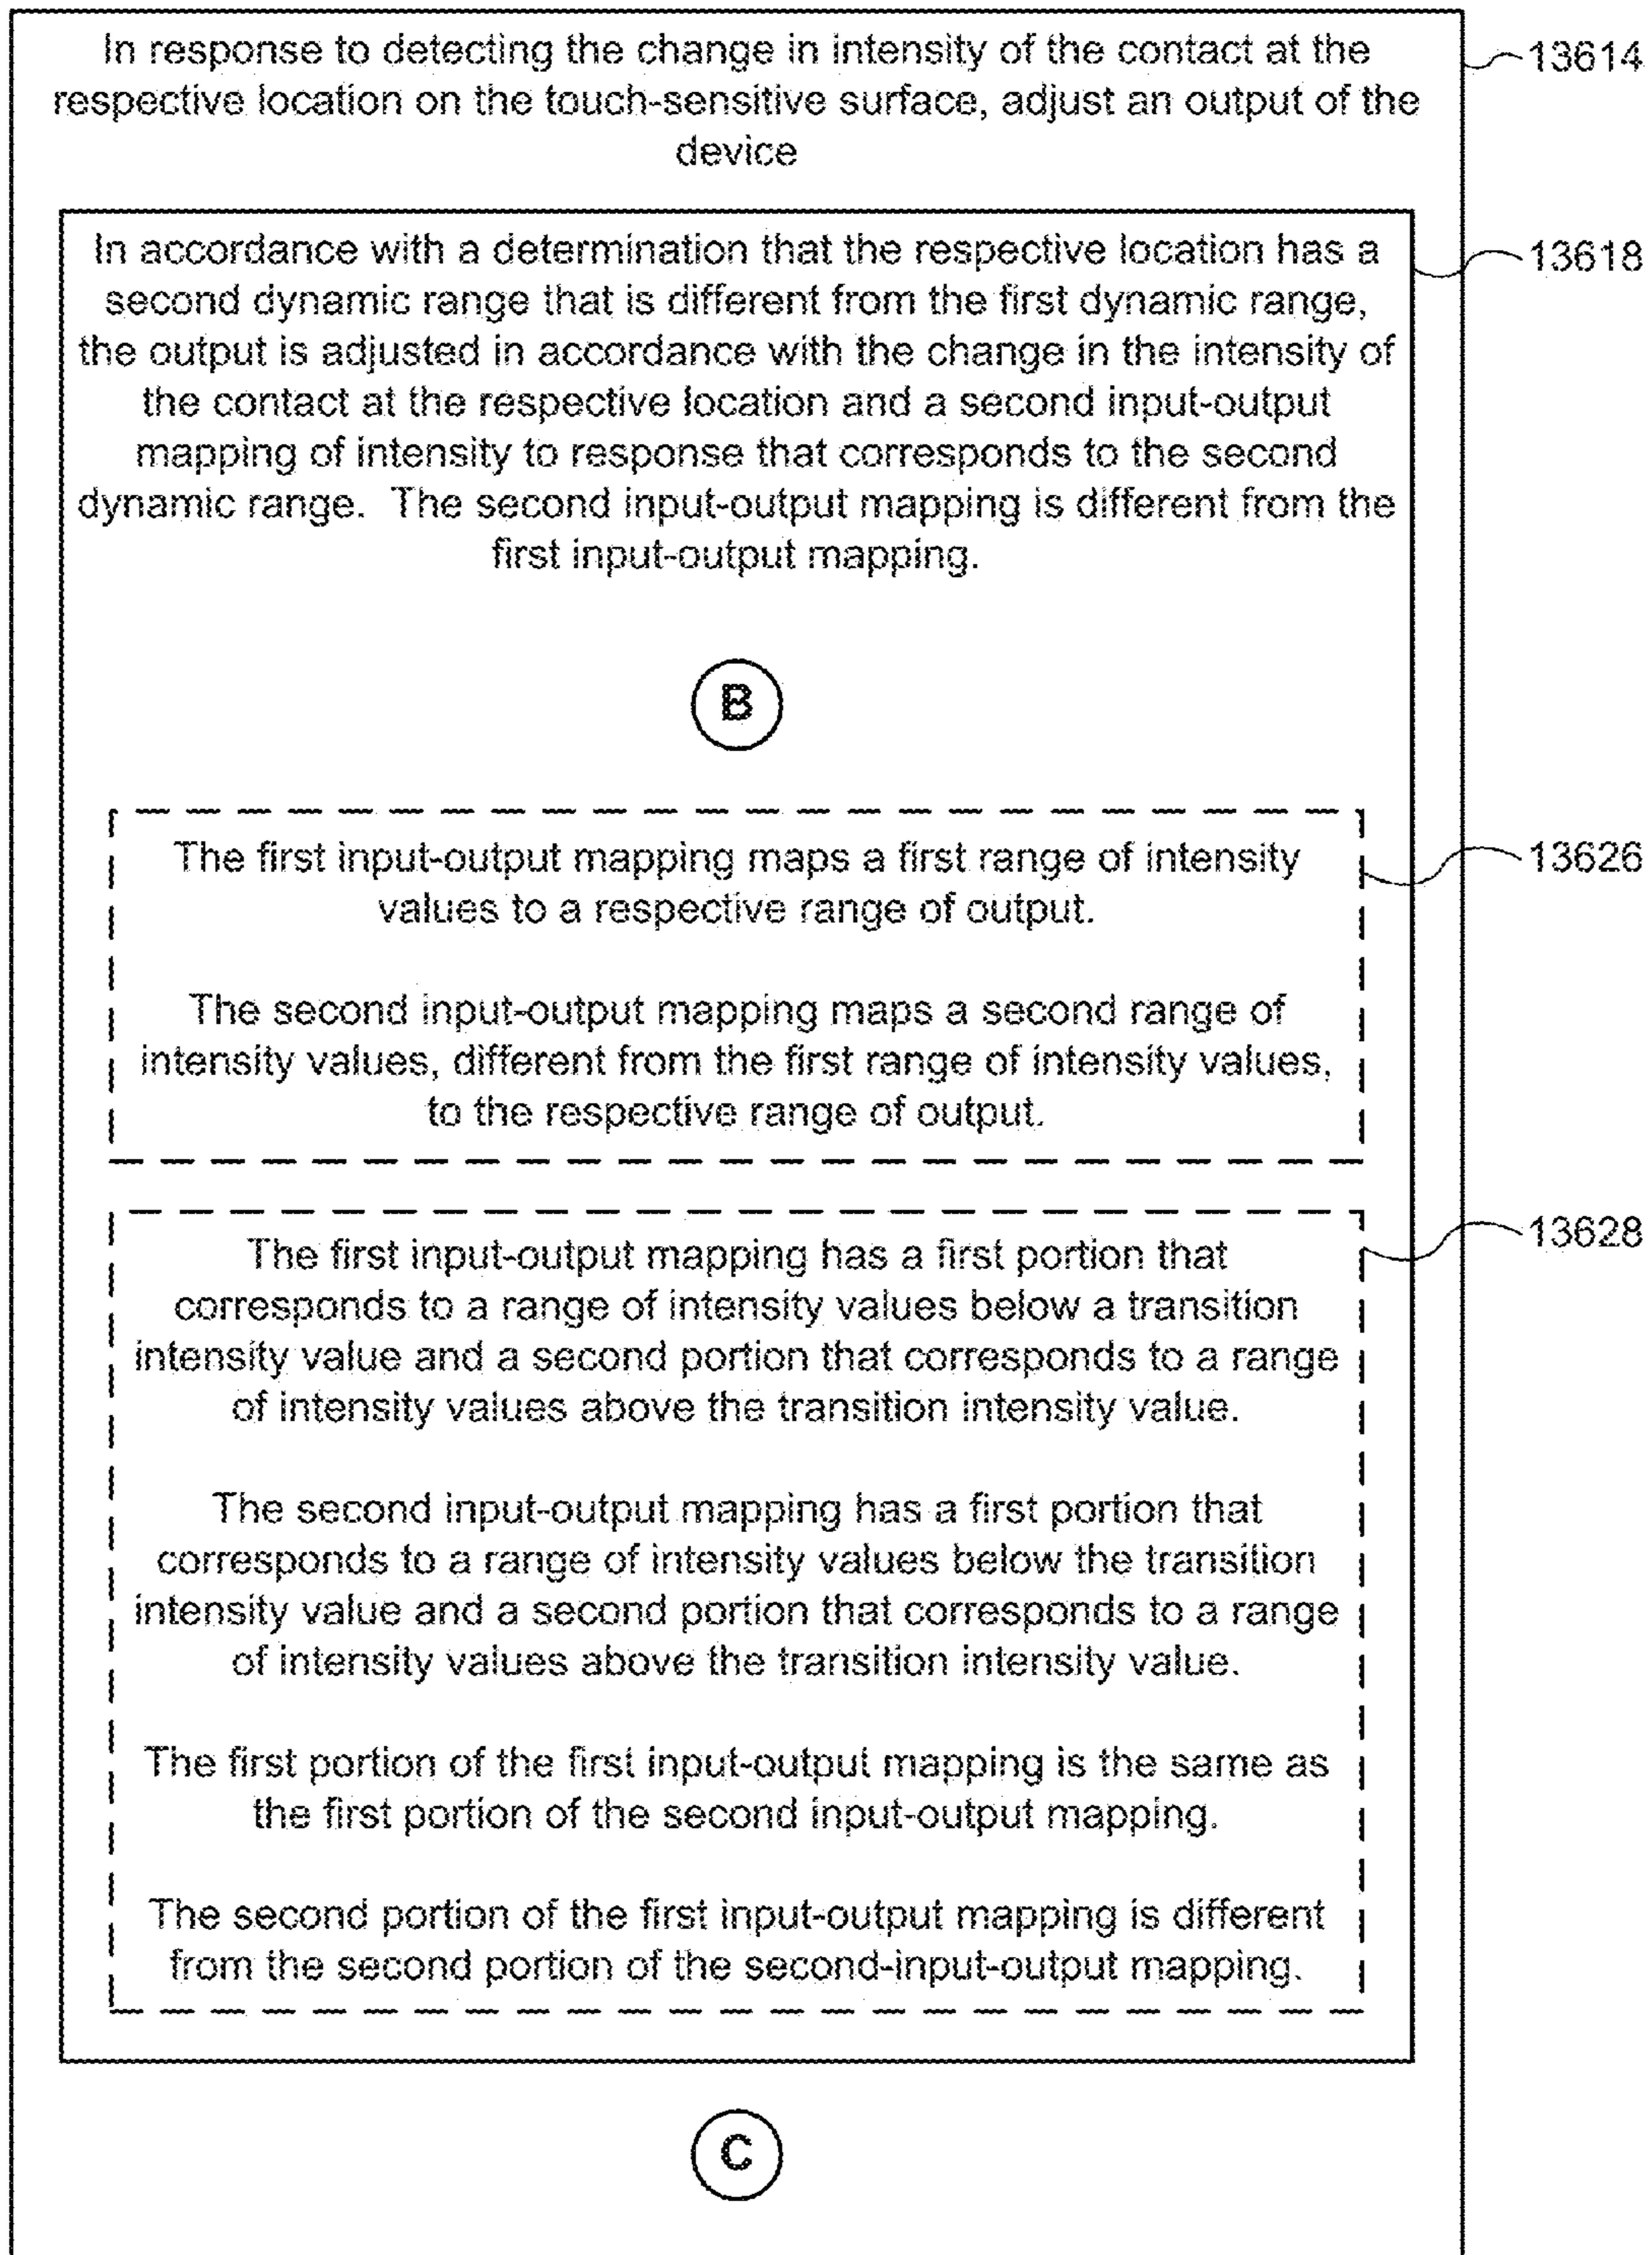 In response to detecting the change in intensity of the contact at the
respective location on the touch-sensitive surface, adjust an output of the
device
13614
In accordance with a determination that the respective location has a
second dynamic range that is different from the first dynamic range,
the output is adjusted in accordance with the change in the intensity of
the contact at the respective location and a second input-output
mapping of intensity to response that corresponds to the second
dynamic range. The second input-output mapping is different from the
first input-output mapping.
13618
B
The first input-output mapping maps a first range of intensity
values to a respective range of output.
13626
The second input-output mapping maps a second range of
intensity values, different from the first range of intensity values,
to the respective range of output.
The first input-output mapping has a first portion that
corresponds to a range of intensity values below a transition
intensity value and a second portion that corresponds to a range
of intensity values above the transition intensity value.
13628
The second input-output mapping has a first portion that
corresponds to a range of intensity values below the transition
intensity value and a second portion that corresponds to a range
of intensity values above the transition intensity value.
The first portion of the first input-output mapping is the same as
the first portion of the second input-output mapping.
The second portion of the first input-output mapping is different
from the second portion of the second-input-output mapping.
C